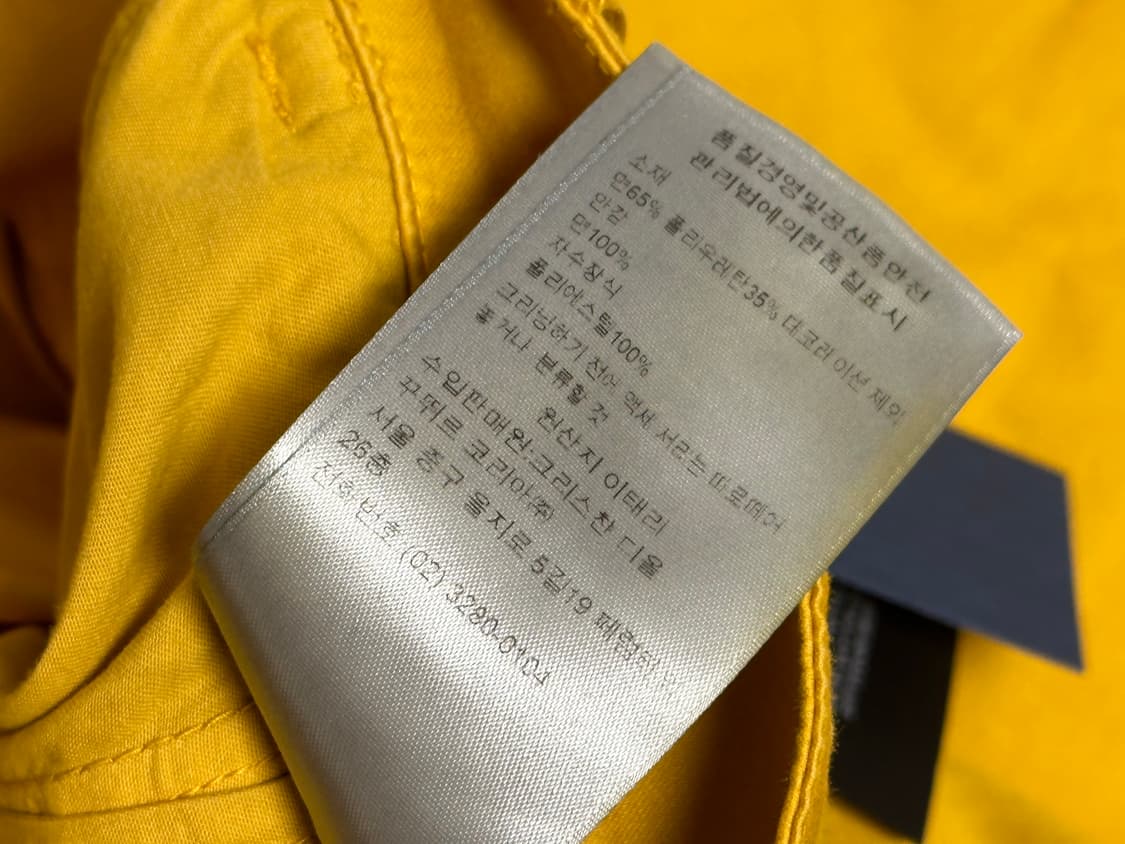 품질경영및공산품안전
관리법에의한품질표시
소재
면65% 폴리우레탄35% 데코레이션 제외
안감
면100%
자수장식
폴리에스텔100%
크리닝하기 전에 액세서리는 따로떼어
놓거나 분류할 것
원산지 이태리
수입판매원:크리스챤 디올
꾸뛰르 코리아㈜
서울 중구 을지로 5길19 페럼타워
26층
전화 번호 (02) 3280-0104